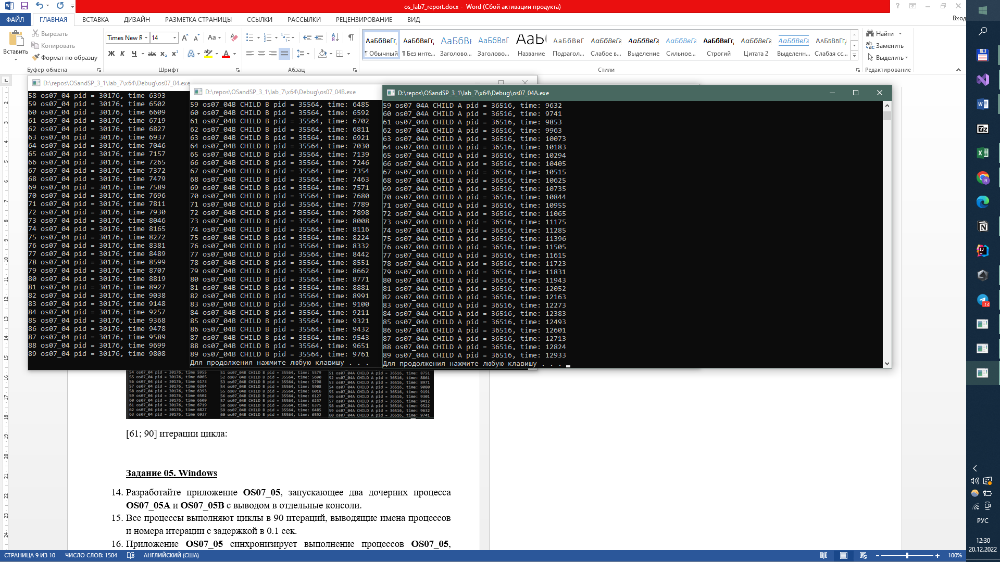 os_lab7_report.docx - Word (Сбой активации продукта)
ФАЙЛ ГЛАВНАЯ ВСТАВКА ДИЗАЙН РАЗМЕТКА СТРАНИЦЫ ССЫЛКИ РАССЫЛКИ РЕЦЕНЗИРОВАНИЕ ВИД Вход
Вставить
Вырезать
Копировать
Формат по образцу
Буфер обмена
Times New R 14
Шрифт
Абзац
АаБбВвГг, АаБбВвГг, АаБбВв АаБбВвГ АаБб АаБбВвГ АаБбВвГг АаБбВвГг АаБбВвГг АаБбВвГг, АаБбВвГг АаБбВвГг ААББВВГГ
¶ Обычный ¶ Без инте... Заголово... Заголово... Название Подзагол... Слабое в... Выделение Сильное... Строгий Цитата 2 Выделенн... Слабая сс...
Стили
Найти
Заменить
Выделить
Редактирование
D:\repos\OSandSP_3_1\lab_7\x64\Debug\os07_04.exe
58 os07_04 pid = 30176, time 6393
59 os07_04 pid = 30176, time 6502
60 os07_04 pid = 30176, time 6609
61 os07_04 pid = 30176, time 6719
62 os07_04 pid = 30176, time 6827
63 os07_04 pid = 30176, time 6937
64 os07_04 pid = 30176, time 7046
65 os07_04 pid = 30176, time 7157
66 os07_04 pid = 30176, time 7265
67 os07_04 pid = 30176, time 7372
68 os07_04 pid = 30176, time 7479
69 os07_04 pid = 30176, time 7589
70 os07_04 pid = 30176, time 7696
71 os07_04 pid = 30176, time 7811
72 os07_04 pid = 30176, time 7930
73 os07_04 pid = 30176, time 8046
74 os07_04 pid = 30176, time 8165
75 os07_04 pid = 30176, time 8272
76 os07_04 pid = 30176, time 8381
77 os07_04 pid = 30176, time 8489
78 os07_04 pid = 30176, time 8599
79 os07_04 pid = 30176, time 8707
80 os07_04 pid = 30176, time 8819
81 os07_04 pid = 30176, time 8927
82 os07_04 pid = 30176, time 9038
83 os07_04 pid = 30176, time 9148
84 os07_04 pid = 30176, time 9257
85 os07_04 pid = 30176, time 9368
86 os07_04 pid = 30176, time 9478
87 os07_04 pid = 30176, time 9589
88 os07_04 pid = 30176, time 9699
89 os07_04 pid = 30176, time 9808
D:\repos\OSandSP_3_1\lab_7\x64\Debug\os07_04B.exe
59 os07_04B CHILD B pid = 35564, time: 6485
60 os07_04B CHILD B pid = 35564, time: 6592
61 os07_04B CHILD B pid = 35564, time: 6702
62 os07_04B CHILD B pid = 35564, time: 6811
63 os07_04B CHILD B pid = 35564, time: 6921
64 os07_04B CHILD B pid = 35564, time: 7030
65 os07_04B CHILD B pid = 35564, time: 7139
66 os07_04B CHILD B pid = 35564, time: 7246
67 os07_04B CHILD B pid = 35564, time: 7354
68 os07_04B CHILD B pid = 35564, time: 7463
69 os07_04B CHILD B pid = 35564, time: 7571
70 os07_04B CHILD B pid = 35564, time: 7680
71 os07_04B CHILD B pid = 35564, time: 7789
72 os07_04B CHILD B pid = 35564, time: 7898
73 os07_04B CHILD B pid = 35564, time: 8008
74 os07_04B CHILD B pid = 35564, time: 8116
75 os07_04B CHILD B pid = 35564, time: 8224
76 os07_04B CHILD B pid = 35564, time: 8332
77 os07_04B CHILD B pid = 35564, time: 8442
78 os07_04B CHILD B pid = 35564, time: 8551
79 os07_04B CHILD B pid = 35564, time: 8662
80 os07_04B CHILD B pid = 35564, time: 8771
81 os07_04B CHILD B pid = 35564, time: 8881
82 os07_04B CHILD B pid = 35564, time: 8991
83 os07_04B CHILD B pid = 35564, time: 9100
84 os07_04B CHILD B pid = 35564, time: 9211
85 os07_04B CHILD B pid = 35564, time: 9321
86 os07_04B CHILD B pid = 35564, time: 9432
87 os07_04B CHILD B pid = 35564, time: 9543
88 os07_04B CHILD B pid = 35564, time: 9651
89 os07_04B CHILD B pid = 35564, time: 9761
Для продолжения нажмите любую клавишу . . .
D:\repos\OSandSP_3_1\lab_7\x64\Debug\os07_04A.exe
59 os07_04A CHILD A pid = 36516, time: 9632
60 os07_04A CHILD A pid = 36516, time: 9741
61 os07_04A CHILD A pid = 36516, time: 9853
62 os07_04A CHILD A pid = 36516, time: 9963
63 os07_04A CHILD A pid = 36516, time: 10073
64 os07_04A CHILD A pid = 36516, time: 10183
65 os07_04A CHILD A pid = 36516, time: 10294
66 os07_04A CHILD A pid = 36516, time: 10405
67 os07_04A CHILD A pid = 36516, time: 10515
68 os07_04A CHILD A pid = 36516, time: 10625
69 os07_04A CHILD A pid = 36516, time: 10735
70 os07_04A CHILD A pid = 36516, time: 10844
71 os07_04A CHILD A pid = 36516, time: 10955
72 os07_04A CHILD A pid = 36516, time: 11065
73 os07_04A CHILD A pid = 36516, time: 11175
74 os07_04A CHILD A pid = 36516, time: 11285
75 os07_04A CHILD A pid = 36516, time: 11396
76 os07_04A CHILD A pid = 36516, time: 11505
77 os07_04A CHILD A pid = 36516, time: 11615
78 os07_04A CHILD A pid = 36516, time: 11723
79 os07_04A CHILD A pid = 36516, time: 11831
80 os07_04A CHILD A pid = 36516, time: 11943
81 os07_04A CHILD A pid = 36516, time: 12052
82 os07_04A CHILD A pid = 36516, time: 12163
83 os07_04A CHILD A pid = 36516, time: 12273
84 os07_04A CHILD A pid = 36516, time: 12383
85 os07_04A CHILD A pid = 36516, time: 12493
86 os07_04A CHILD A pid = 36516, time: 12601
87 os07_04A CHILD A pid = 36516, time: 12713
88 os07_04A CHILD A pid = 36516, time: 12824
89 os07_04A CHILD A pid = 36516, time: 12933
Для продолжения нажмите любую клавишу . . .
54 os07_04 pid = 30176, time 5955
55 os07_04 pid = 30176, time 6065
56 os07_04 pid = 30176, time 6173
57 os07_04 pid = 30176, time 6284
58 os07_04 pid = 30176, time 6393
59 os07_04 pid = 30176, time 6502
60 os07_04 pid = 30176, time 6609
61 os07_04 pid = 30176, time 6719
62 os07_04 pid = 30176, time 6827
63 os07_04 pid = 30176, time 6937
51 os07_04B CHILD B pid = 35564, time: 5579
52 os07_04B CHILD B pid = 35564, time: 5690
53 os07_04B CHILD B pid = 35564, time: 5798
54 os07_04B CHILD B pid = 35564, time: 5908
55 os07_04B CHILD B pid = 35564, time: 6016
56 os07_04B CHILD B pid = 35564, time: 6127
57 os07_04B CHILD B pid = 35564, time: 6237
58 os07_04B CHILD B pid = 35564, time: 6375
59 os07_04B CHILD B pid = 35564, time: 6485
60 os07_04B CHILD B pid = 35564, time: 6592
51 os07_04A CHILD A pid = 36516, time: 8751
52 os07_04A CHILD A pid = 36516, time: 8861
53 os07_04A CHILD A pid = 36516, time: 8971
54 os07_04A CHILD A pid = 36516, time: 9080
55 os07_04A CHILD A pid = 36516, time: 9191
56 os07_04A CHILD A pid = 36516, time: 9301
57 os07_04A CHILD A pid = 36516, time: 9412
58 os07_04A CHILD A pid = 36516, time: 9522
59 os07_04A CHILD A pid = 36516, time: 9632
60 os07_04A CHILD A pid = 36516, time: 9741
[61; 90] итерации цикла:
Задание 05. Windows
14. Разработайте приложение OS07_05, запускающее два дочерних процесса
OS07_05A и OS07_05B с выводом в отдельные консоли.
15. Все процессы выполняют циклы в 90 итераций, выводящие имена процессов
и номера итерации с задержкой в 0.1 сек.
16. Приложение OS07_05 синхронизирует выполнение процессов OS07_05,
СТРАНИЦА 9 ИЗ 10 ЧИСЛО СЛОВ: 1504 АНГЛИЙСКИЙ (США) 100%
14
РУС
12:30
20.12.2022